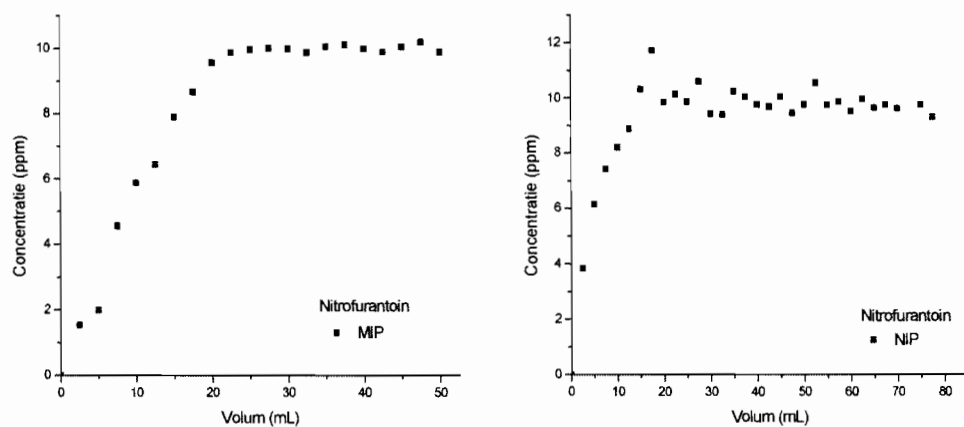 Concentratie (ppm)
10
8
6
4
2
0
0 10 20 30 40 50
Volum (mL)
Nitrofurantoin
MIP
Concentratie (ppm)
12
10
8
6
4
2
0
0 10 20 30 40 50 60 70 80
Volum (mL)
Nitrofurantoin
NIP